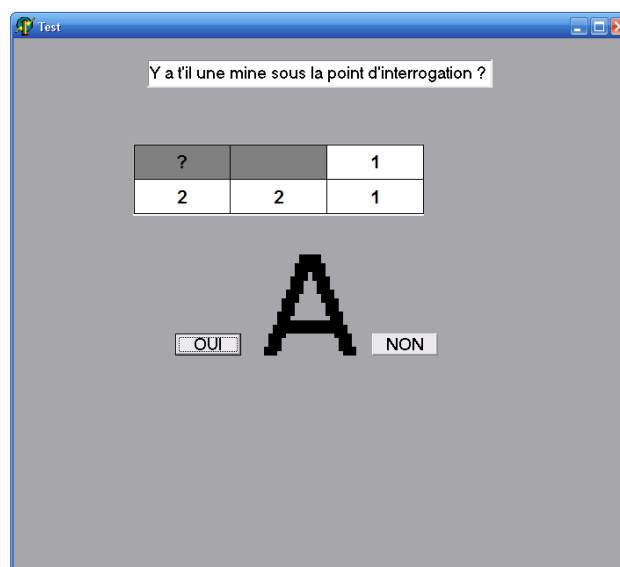 Test
Y a t'il une mine sous la point d'interrogation ?
? 1
2 2 1
A
OUI NON